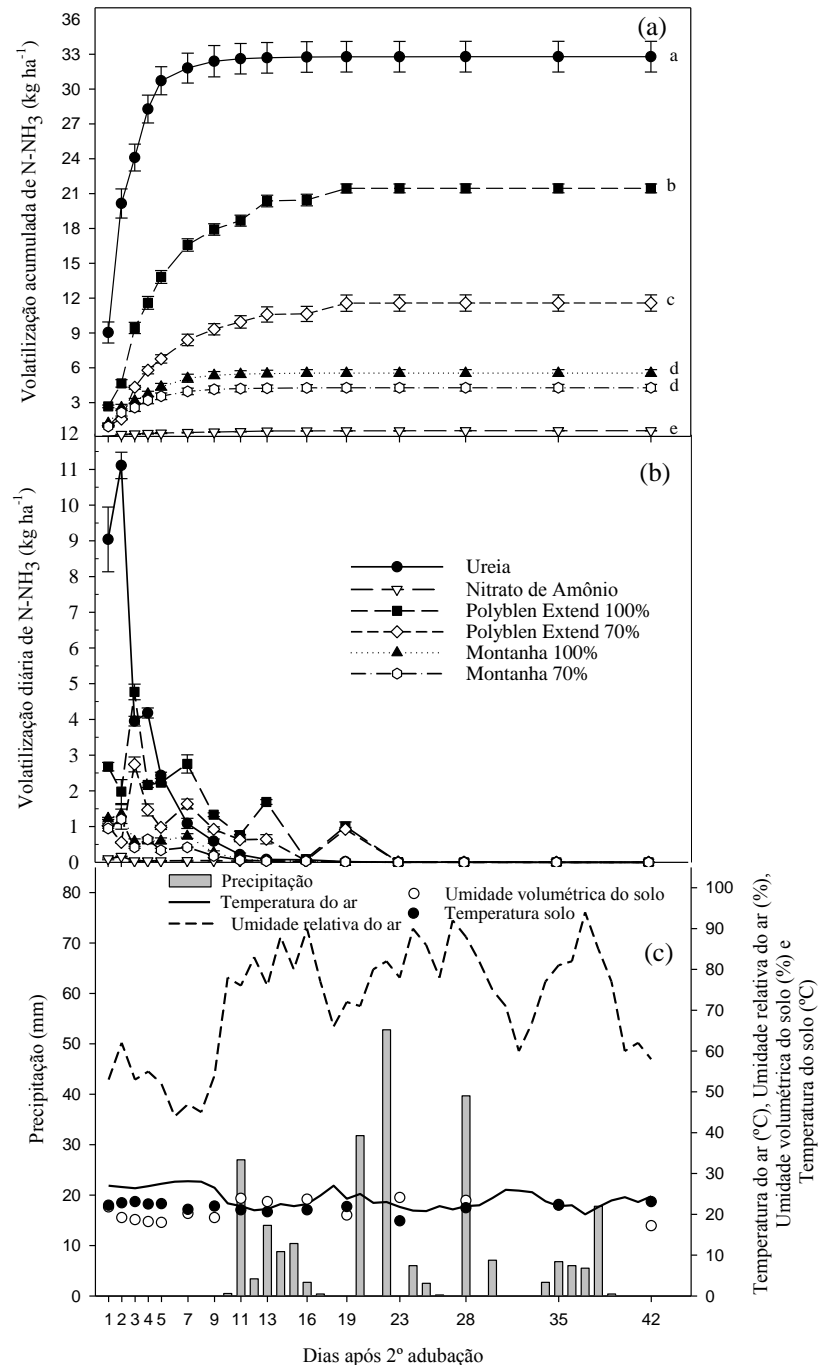 (a)
Volatilização acumulada de N-NH3 (kg ha-1)
36
33
30
27
24
21
18
15
12
9
6
3
a
b
c
d
d
e
(b)
Volatilização diária de N-NH3 (kg ha-1)
12
11
10
9
8
7
6
5
4
3
2
1
0
Ureia
Nitrato de Amônio
Polyblen Extend 100%
Polyblen Extend 70%
Montanha 100%
Montanha 70%
(c)
Precipitação
Temperatura do ar
Umidade relativa do ar
Umidade volumétrica do solo
Temperatura solo
Precipitação (mm)
80
70
60
50
40
30
20
10
0
100
90
80
70
60
50
40
30
20
10
0
Temperatura do ar (ºC), Umidade relativa do ar (%),
Umidade volumétrica do solo (%) e
Temperatura do solo (ºC)
1 2 3 4 5 7 9 11 13 16 19 23 28 35 42
Dias após 2º adubação